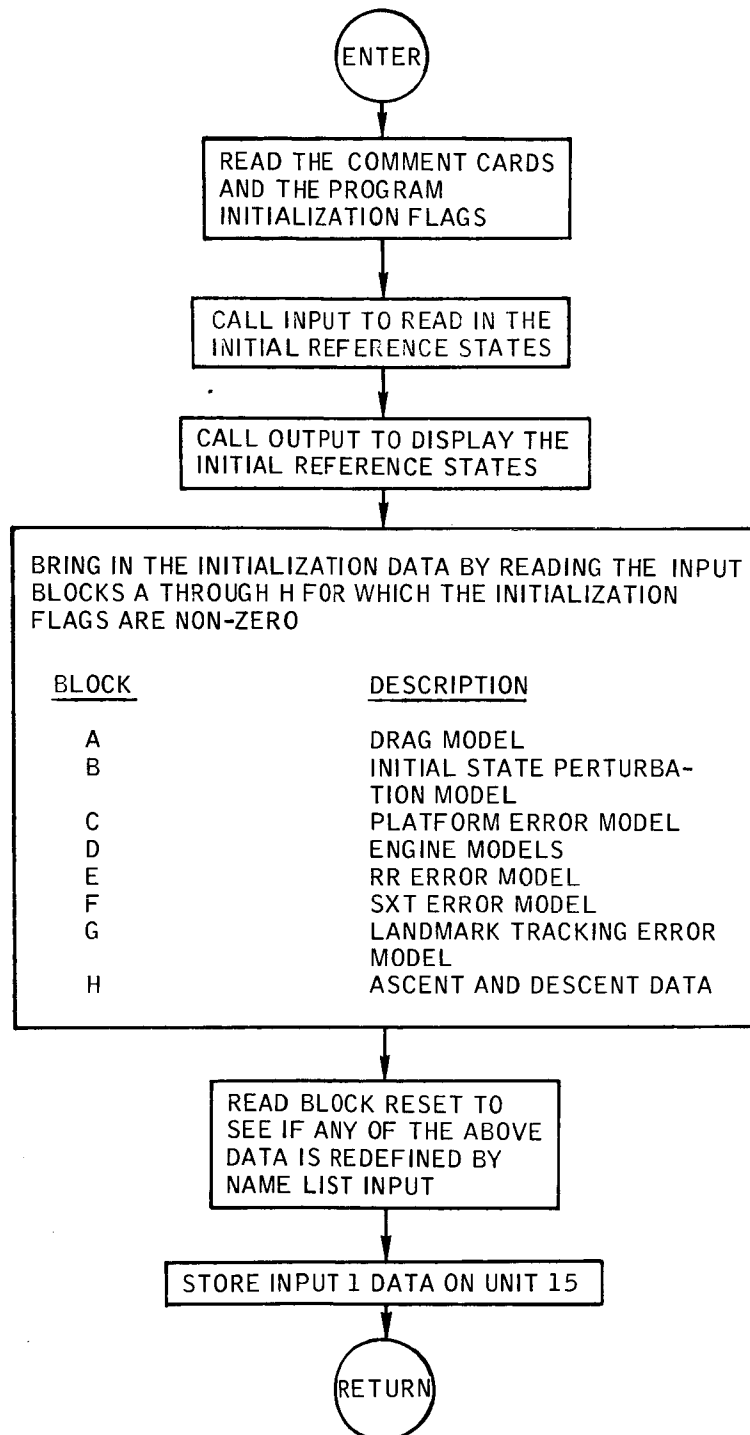 ENTER
READ THE COMMENT CARDS
AND THE PROGRAM
INITIALIZATION FLAGS
CALL INPUT TO READ IN THE
INITIAL REFERENCE STATES
CALL OUTPUT TO DISPLAY THE
INITIAL REFERENCE STATES
BRING IN THE INITIALIZATION DATA BY READING THE INPUT
BLOCKS A THROUGH H FOR WHICH THE INITIALIZATION
FLAGS ARE NON-ZERO
BLOCK DESCRIPTION
A DRAG MODEL
B INITIAL STATE PERTURBA-
TION MODEL
C PLATFORM ERROR MODEL
D ENGINE MODELS
E RR ERROR MODEL
F SXT ERROR MODEL
G LANDMARK TRACKING ERROR
MODEL
H ASCENT AND DESCENT DATA
READ BLOCK RESET TO
SEE IF ANY OF THE ABOVE
DATA IS REDEFINED BY
NAME LIST INPUT
STORE INPUT 1 DATA ON UNIT 15
RETURN